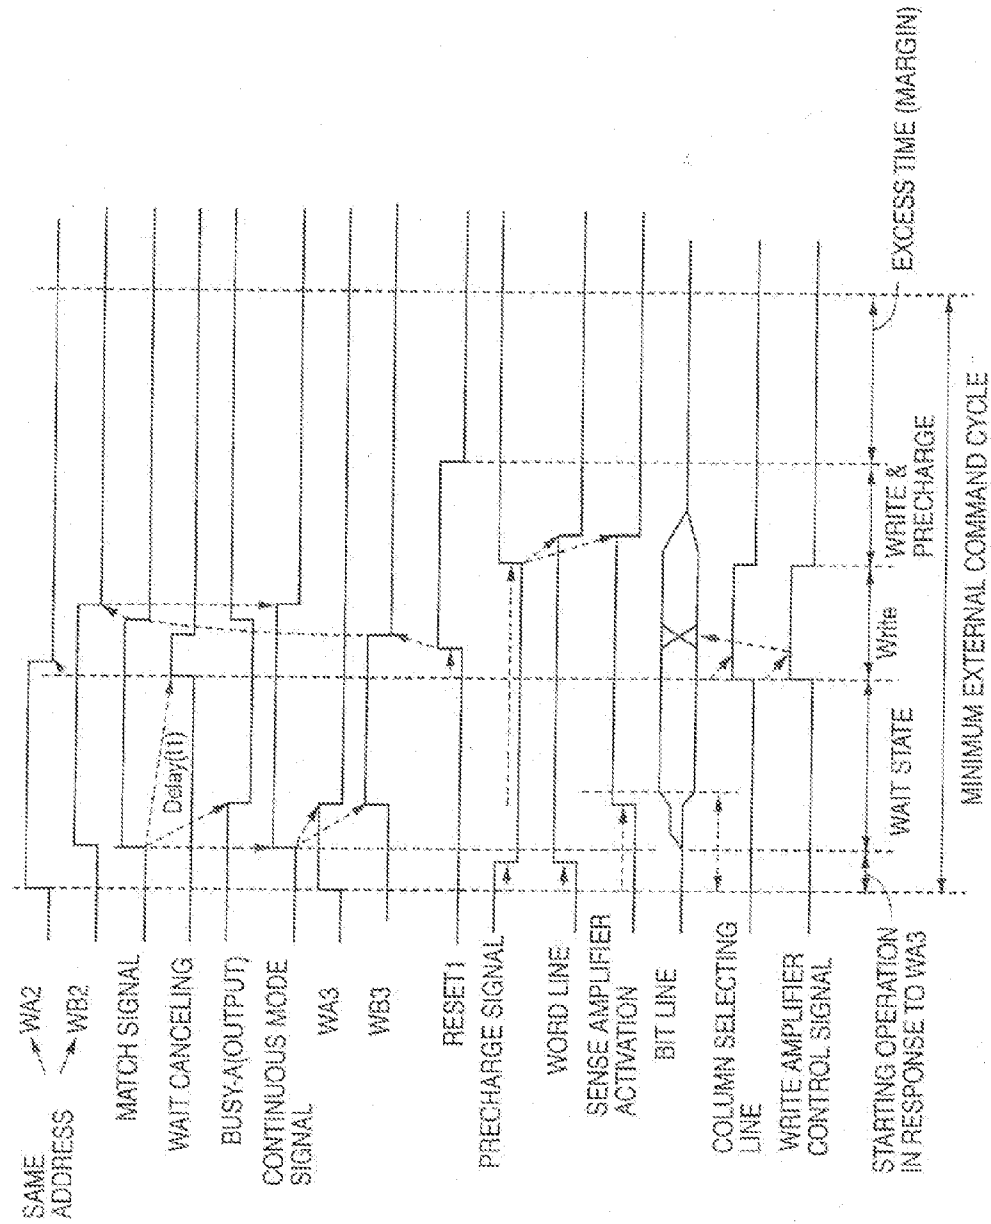 SAME
ADDRESS
WA2
WB2
MATCH SIGNAL
WAIT CANCELING
BUSY-A(OUTPUT)
CONTINUOUS MODE
SIGNAL
WA3
WB3
RESET1
PRECHARGE SIGNAL
WORD LINE
SENSE AMPLIFIER
ACTIVATION
BIT LINE
COLUMN SELECTING
LINE
WRITE AMPLIFIER
CONTROL SIGNAL
STARTING OPERATION
IN RESPONSE TO WA3
Delay(t1)
WAIT STATE
Write
WRITE &
PRECHARGE
EXCESS TIME (MARGIN)
MINIMUM EXTERNAL COMMAND CYCLE